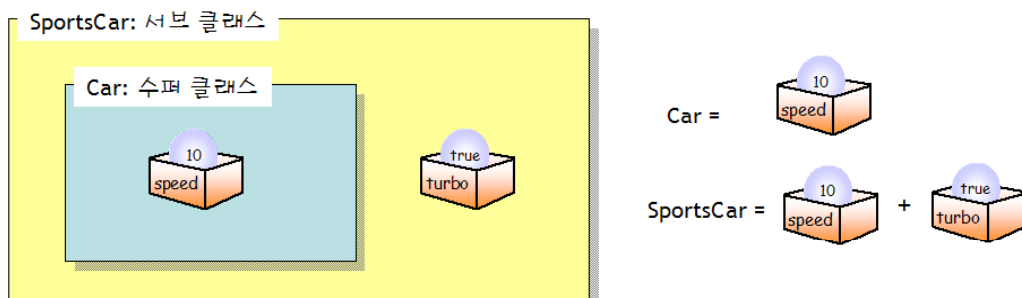 SportsCar: 서브 클래스
Car: 수퍼 클래스
10
speed
true
turbo
Car =
10
speed
SportsCar =
10
speed
+
true
turbo